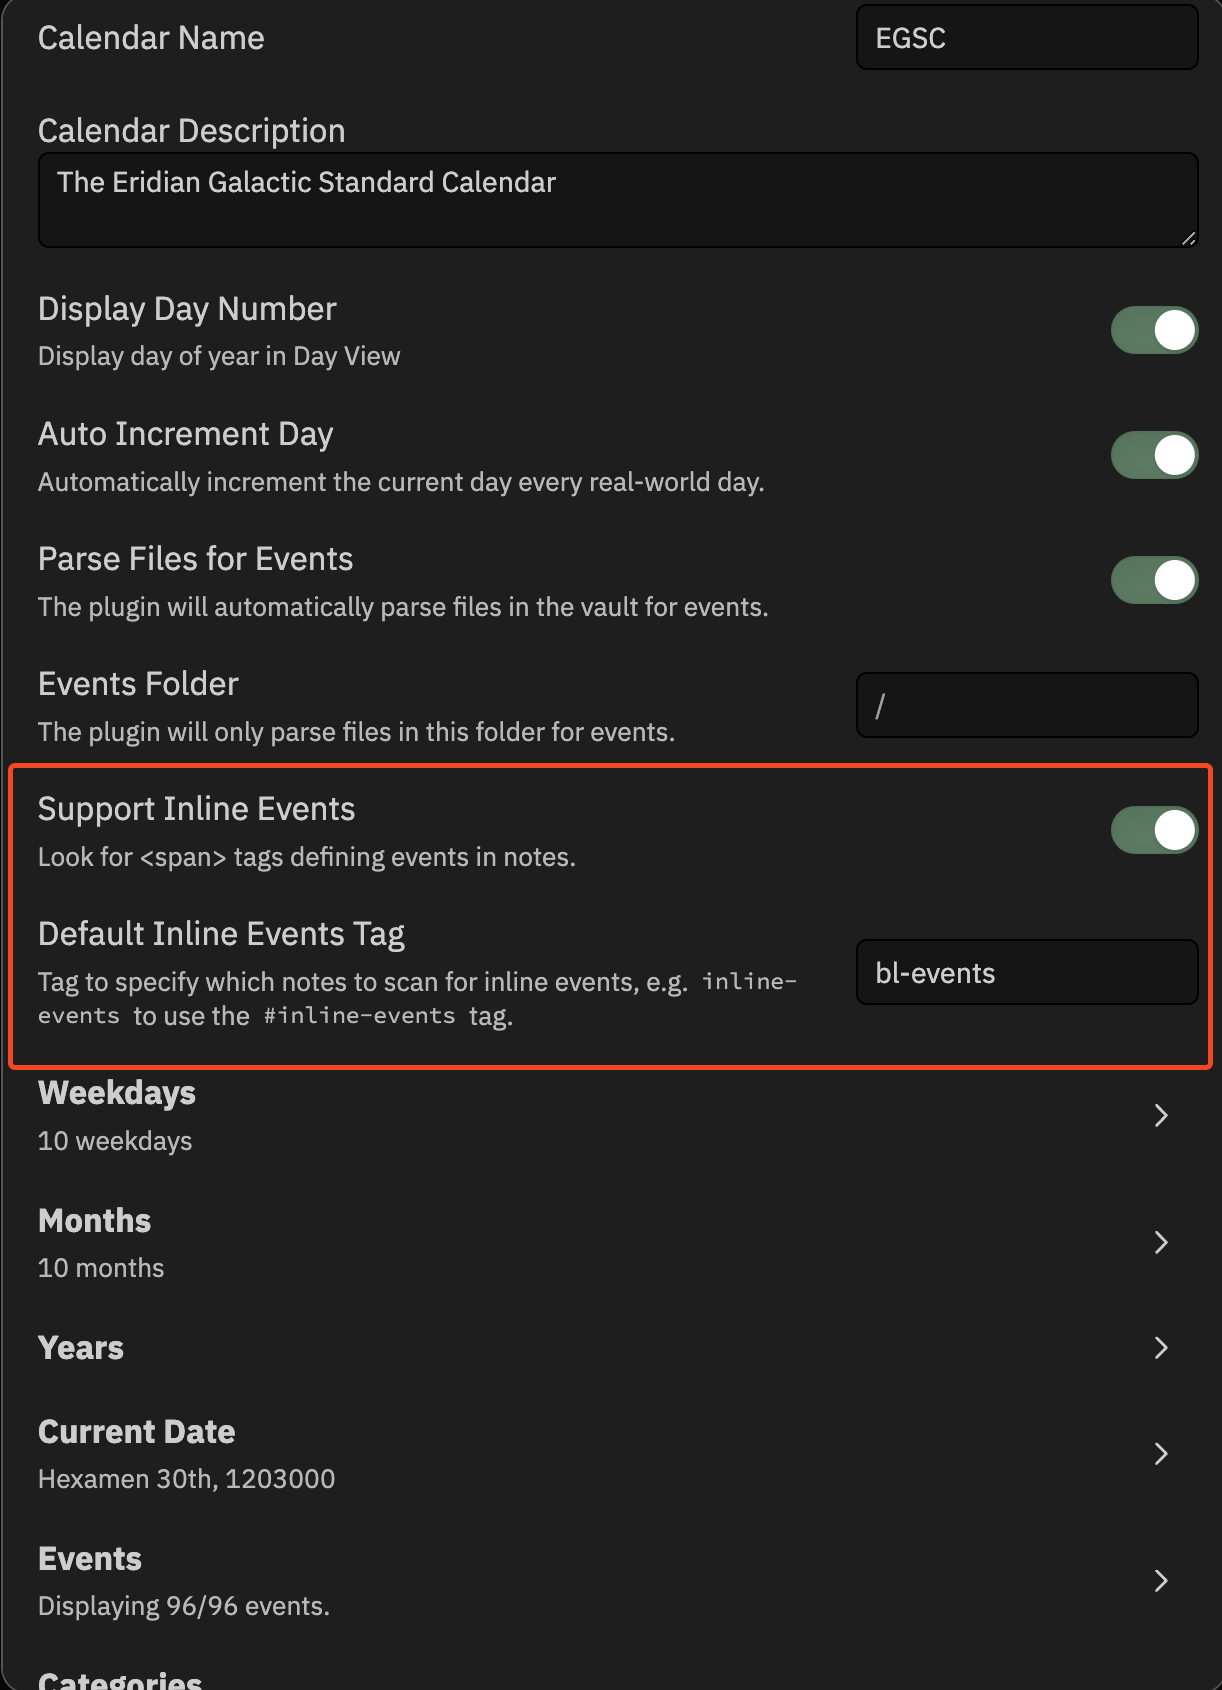 Calendar Name
EGSC
Calendar Description
The Eridian Galactic Standard Calendar
Display Day Number
Display day of year in Day View
Auto Increment Day
Automatically increment the current day every real-world day.
Parse Files for Events
The plugin will automatically parse files in the vault for events.
Events Folder
/
The plugin will only parse files in this folder for events.
Support Inline Events
Look for <span> tags defining events in notes.
Default Inline Events Tag
Tag to specify which notes to scan for inline events, e.g. inline-
events to use the #inline-events tag.
bl-events
Weekdays
10 weekdays
Months
10 months
Years
Current Date
Hexamen 30th, 1203000
Events
Displaying 96/96 events.
Categories